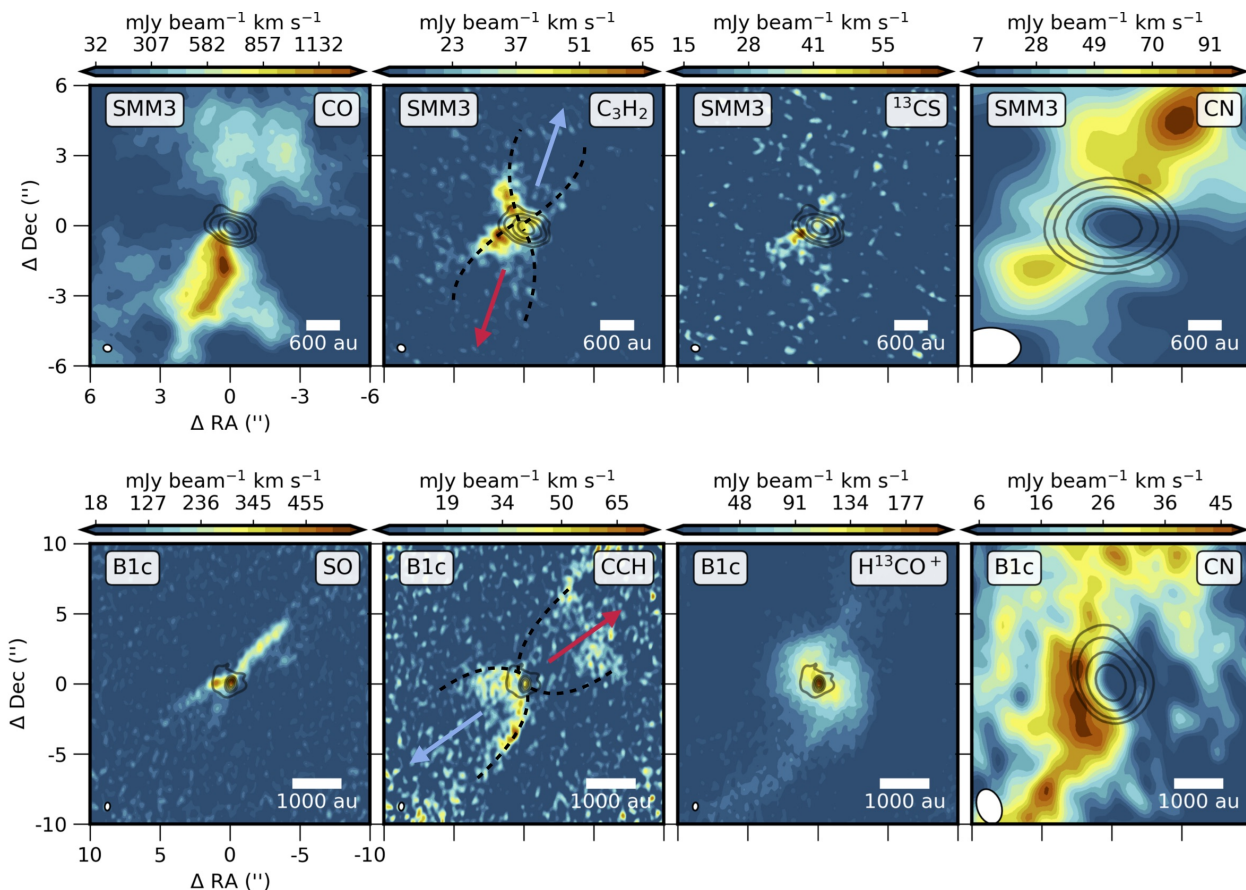 mJy beam⁻¹ km s⁻¹ mJy beam⁻¹ km s⁻¹ mJy beam⁻¹ km s⁻¹ mJy beam⁻¹ km s⁻¹
32 307 582 857 1132 23 37 51 65 15 28 41 55 7 28 49 70 91
6 SMM3 CO SMM3 C₃H₂ SMM3 ¹³CS SMM3 CN
3
Δ Dec ('')
0
-3
600 au 600 au 600 au 600 au
-6
6 3 0 -3 -6
Δ RA ('')
mJy beam⁻¹ km s⁻¹ mJy beam⁻¹ km s⁻¹ mJy beam⁻¹ km s⁻¹ mJy beam⁻¹ km s⁻¹
18 127 236 345 455 19 34 50 65 48 91 134 177 6 16 26 36 45
10 B1c SO B1c CCH B1c H¹³CO⁺ B1c CN
5
Δ Dec ('')
0
-5
1000 au 1000 au 1000 au 1000 au
-10
10 5 0 -5 -10
Δ RA ('')